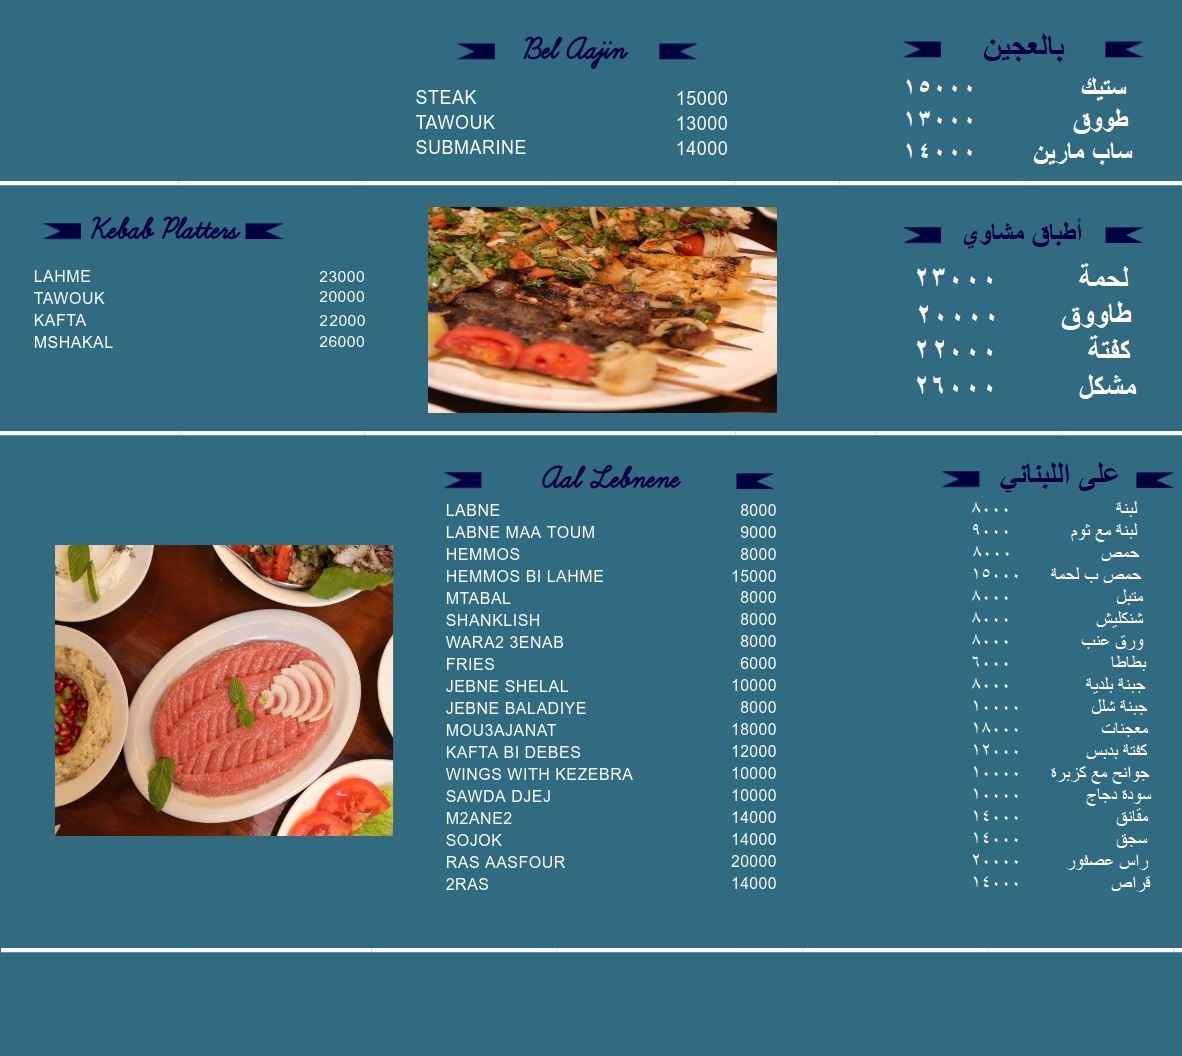 Bel Aajin
STEAK 15000
TAWOUK 13000
SUBMARINE 14000
بالعجين
ستيك ١٥٠٠٠
طووق ١٣٠٠٠
ساب مارين ١٤٠٠٠
Kebab Platters
LAHME 23000
TAWOUK 20000
KAFTA 22000
MSHAKAL 26000
أطباق مشاوي
لحمة ٢٣٠٠٠
طاووق ٢٠٠٠٠
كفتة ٢٢٠٠٠
مشكل ٢٦٠٠٠
Aal Lebnene
LABNE 8000
LABNE MAA TOUM 9000
HEMMOS 8000
HEMMOS BI LAHME 15000
MTABAL 8000
SHANKLISH 8000
WARA2 3ENAB 8000
FRIES 6000
JEBNE SHELAL 10000
JEBNE BALADIYE 8000
MOU3AJANAT 18000
KAFTA BI DEBES 12000
WINGS WITH KEZEBRA 10000
SAWDA DJEJ 10000
M2ANE2 14000
SOJOK 14000
RAS AASFOUR 20000
2RAS 14000
على اللبناني
لبنة ٨٠٠٠
لبنة مع ثوم ٩٠٠٠
حمص ٨٠٠٠
حمص ب لحمة ١٥٠٠٠
متبل ٨٠٠٠
شنكليش ٨٠٠٠
ورق عنب ٨٠٠٠
بطاطا ٦٠٠٠
جبنة بلدية ٨٠٠٠
جبنة شلل ١٠٠٠٠
معجنات ١٨٠٠٠
كفتة بدبس ١٢٠٠٠
جوانح مع كزبرة ١٠٠٠٠
سودة دجاج ١٠٠٠٠
مقانق ١٤٠٠٠
سجق ١٤٠٠٠
راس عصفور ٢٠٠٠٠
قراص ١٤٠٠٠